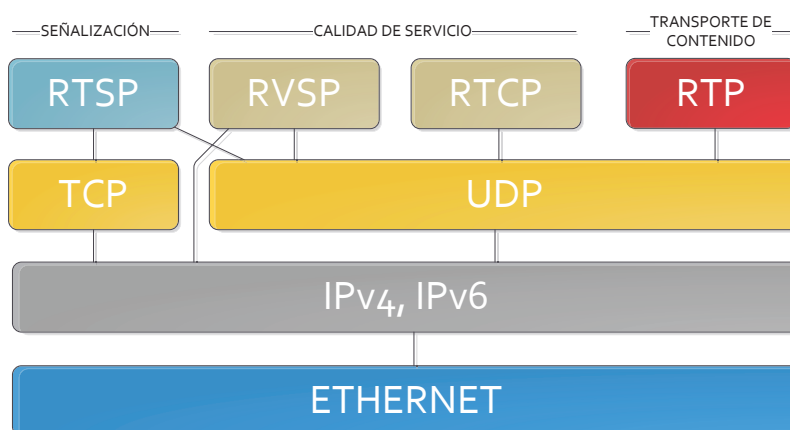 SEÑALIZACIÓN
CALIDAD DE SERVICIO
TRANSPORTE DE
CONTENIDO
RTSP
RVSP
RTCP
RTP
TCP
UDP
IPv4, IPv6
ETHERNET